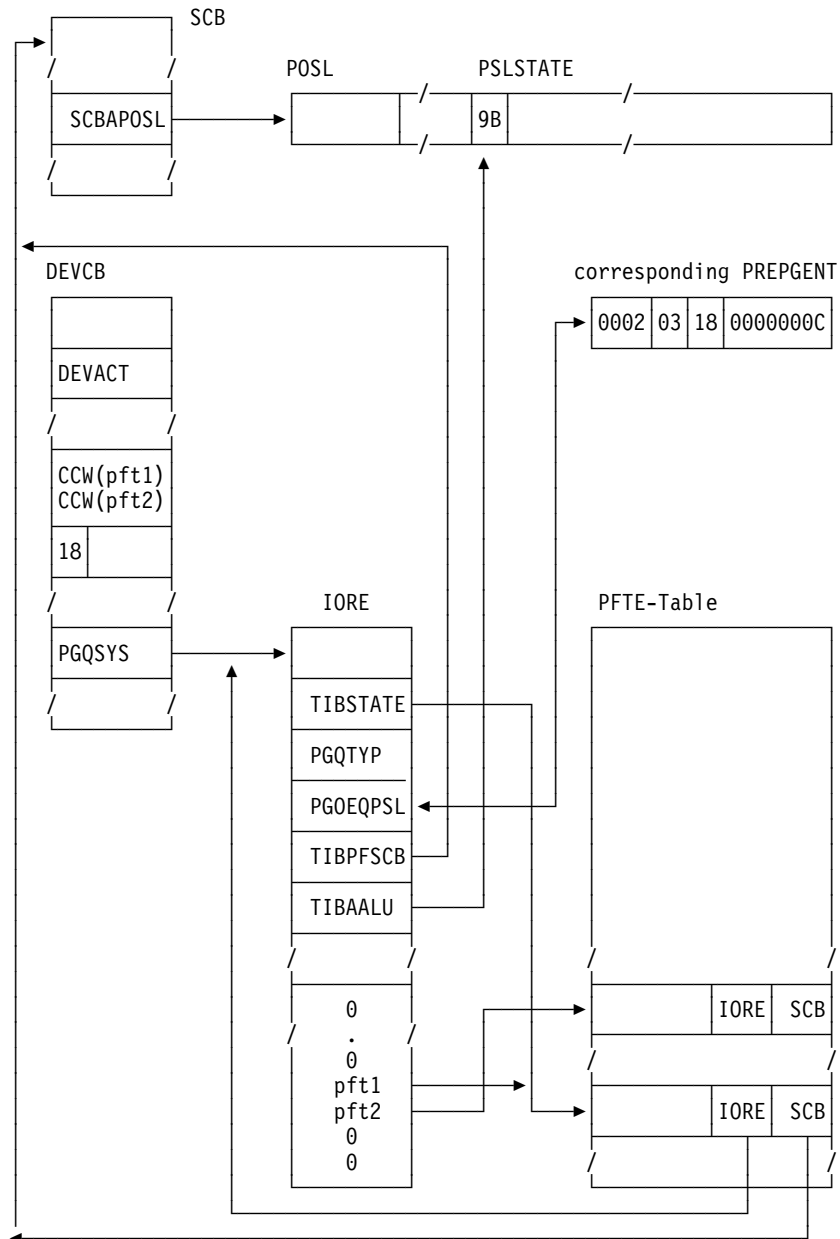 SCB
POSL PSLSTATE
SCBAPOSL
9B
DEVCB
corresponding PREPGENT
0002 03 18 0000000C
DEVACT
CCW(pft1)
CCW(pft2)
18
IORE
PFTE-Table
PGQSYS
TIBSTATE
PGQTYP
PGOEQPSL
TIBPFSCB
TIBAALU
0
IORE SCB
.
0
pft1
pft2
IORE SCB
0
0